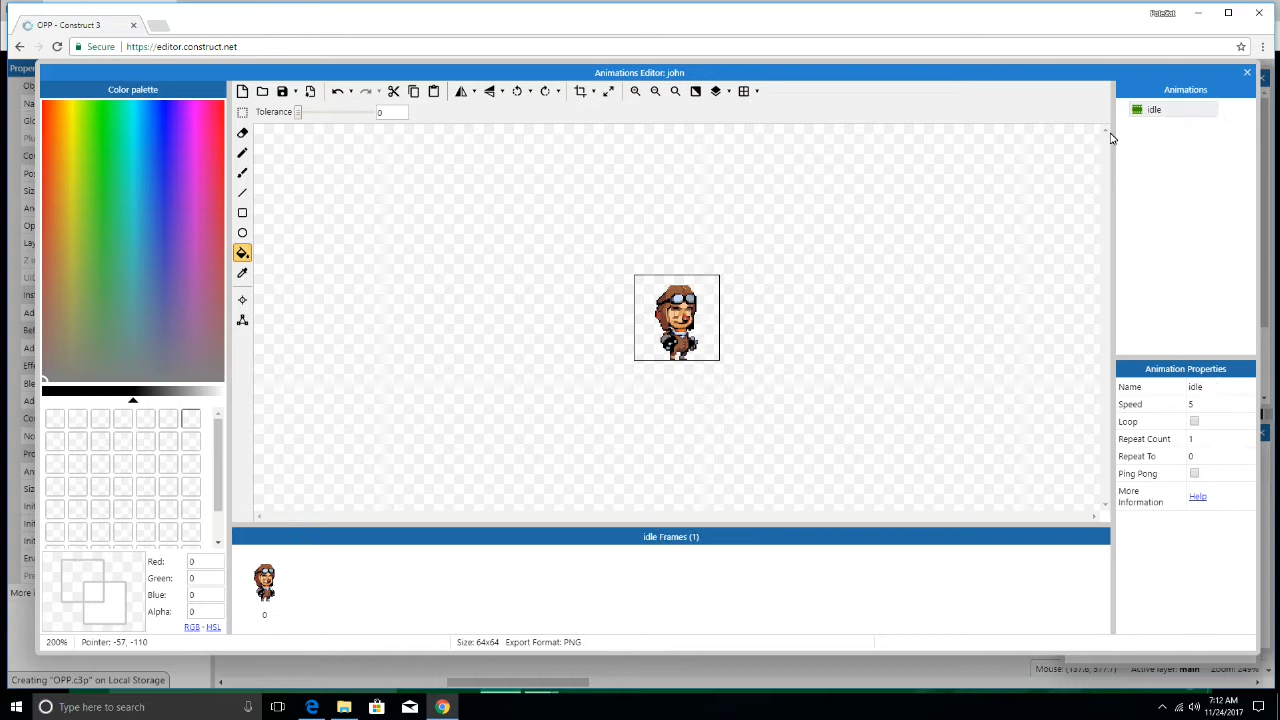 OPP - Construct 3
PeteSet
Secure
https://editor.construct.net
Animations Editor: john
Color palette
Animations
Tolerance
0
idle
Animation Properties
Name idle
Speed 5
Loop
Repeat Count 1
Repeat To 0
Ping Pong
More Information Help
idle Frames (1)
0
Red: 0
Green: 0
Blue: 0
Alpha: 0
RGB - HSL
200%
Pointer: -57, -110
Size: 64x64 Export Format: PNG
Creating "OPP.c3p" on Local Storage
Active layer: main
Zoom: 249%
Type here to search
7:12 AM
11/24/2017